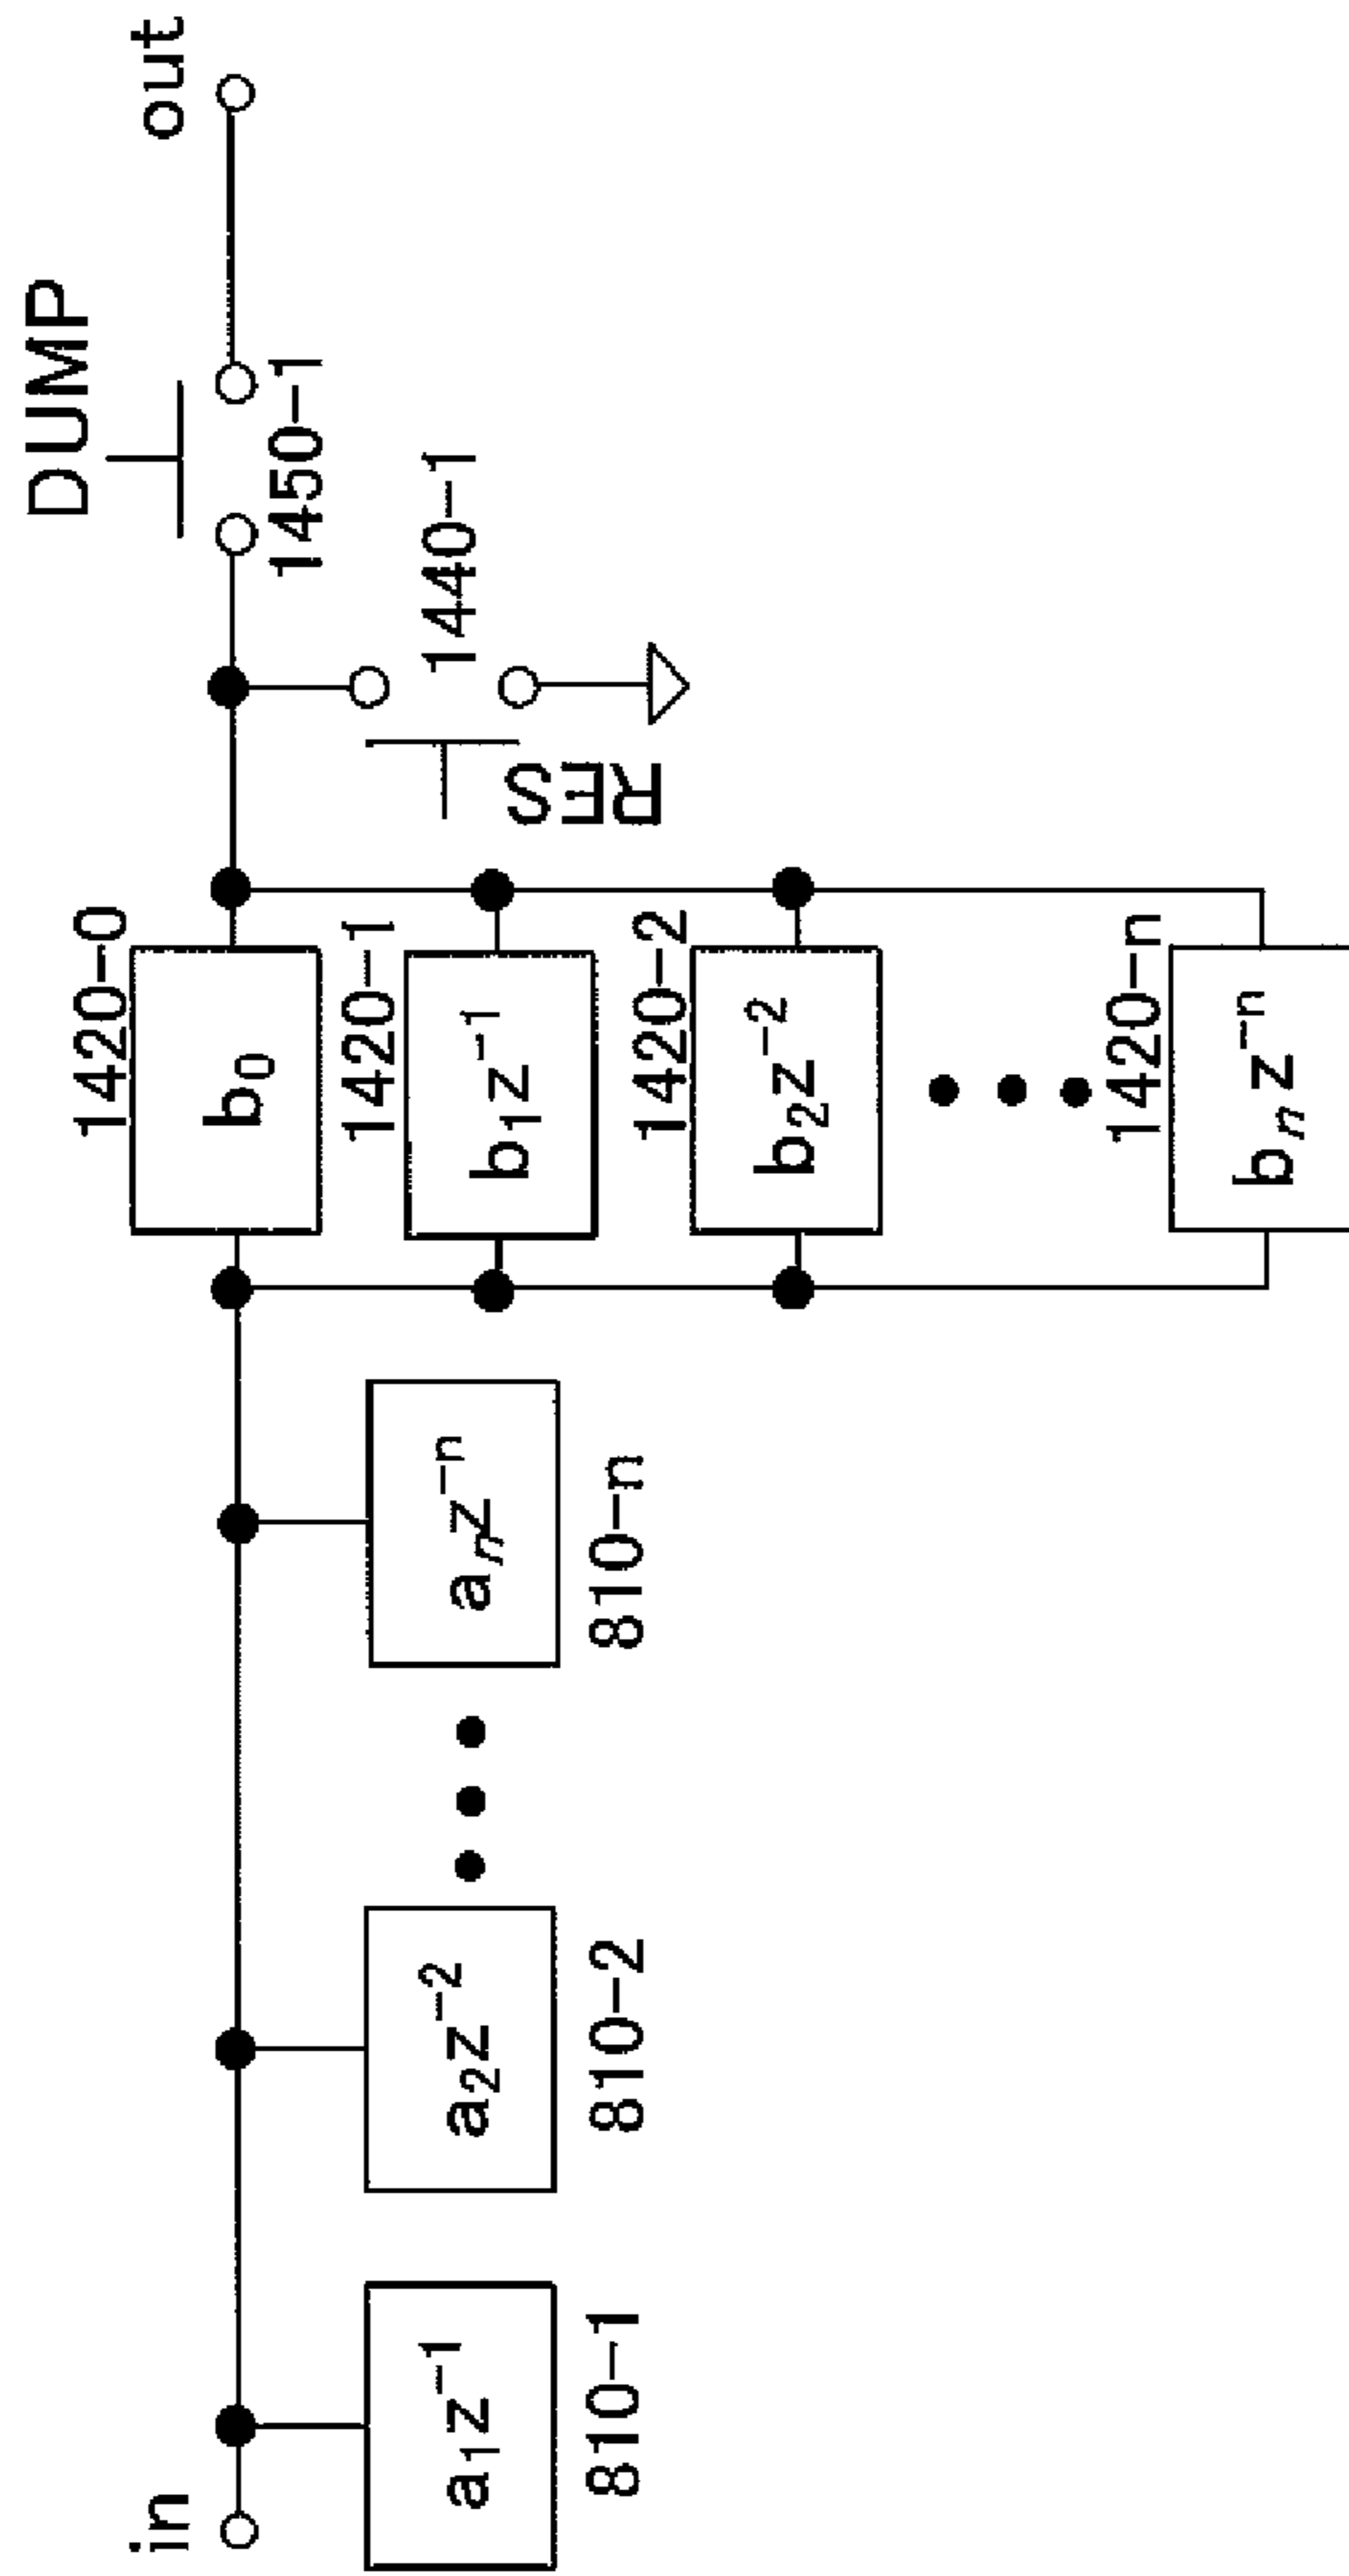 in
out
DUMP
1450-1
1440-1
RES
1420-0
b₀
1420-1
b₁z⁻¹
1420-2
b₂z⁻²
1420-n
bₙz⁻ⁿ
a₁z⁻¹
810-1
a₂z⁻²
810-2
aₙz⁻ⁿ
810-n